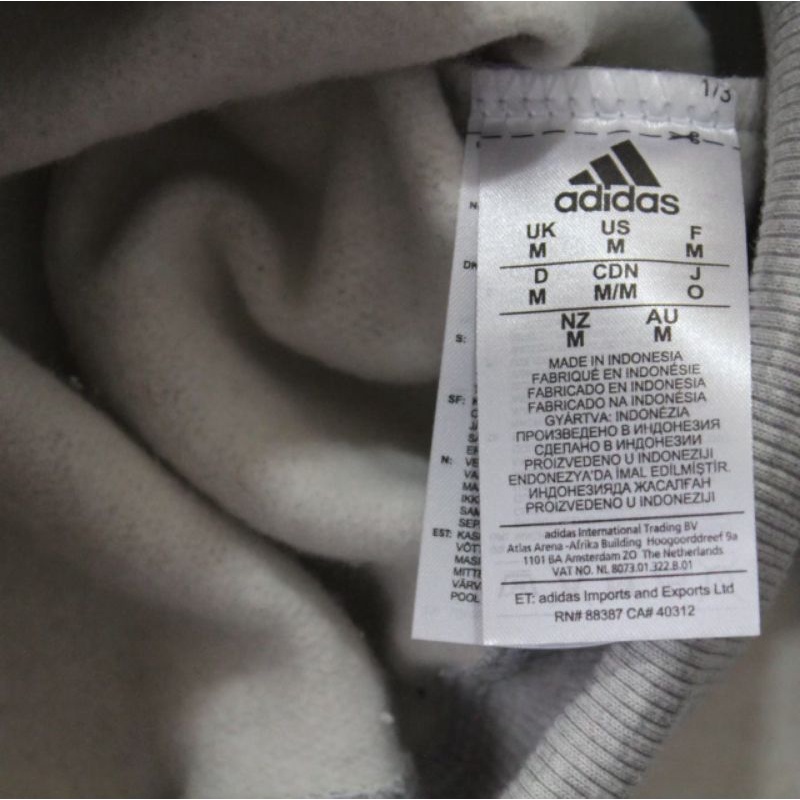 1/3
adidas
UK US F
M M M
D CDN J
M M/M O
NZ AU
M M
MADE IN INDONESIA
FABRIQUÉ EN INDONÉSIE
FABRICADO EN INDONESIA
FABRICADO NA INDONÉSIA
GYÁRTVA: INDONÉZIA
ПРОИЗВЕДЕНО В ИНДОНЕЗИЯ
СДЕЛАНО В ИНДОНЕЗИИ
PROIZVEDENO U INDONEZIJI
ENDONEZYA'DA İMAL EDİLMİŞTİR.
ИНДОНЕЗИЯДА ЖАСАЛҒАН
PROIZVEDENO U INDONEZIJI
adidas International Trading BV
Atlas Arena -Afrika Building Hoogoorddreef 9a
1101 BA Amsterdam ZO The Netherlands
VAT NO. NL 8073.01.322.B.01
ET: adidas Imports and Exports Ltd
RN# 88387 CA# 40312
S:
SF:
N:
EST:
POOL